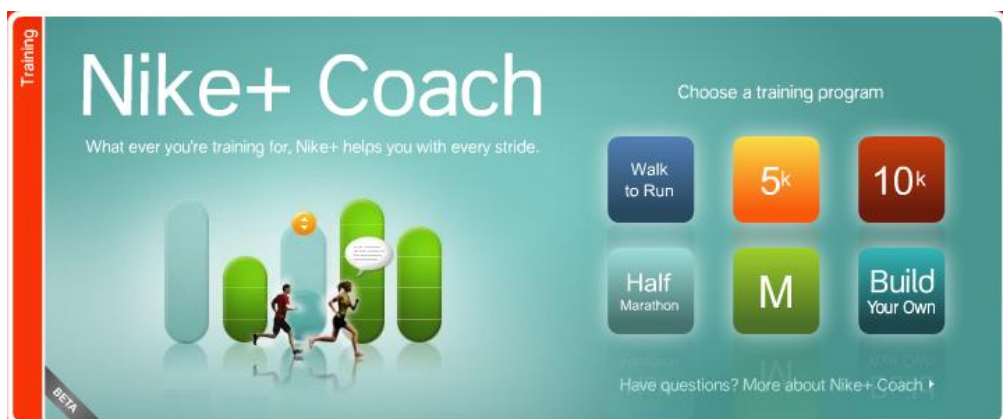 Training
Nike+ Coach
What ever you're training for, Nike+ helps you with every stride.
BETA
Choose a training program
Walk
to Run
5k
10k
Half
Marathon
M
Build
Your Own
Have questions? More about Nike+ Coach